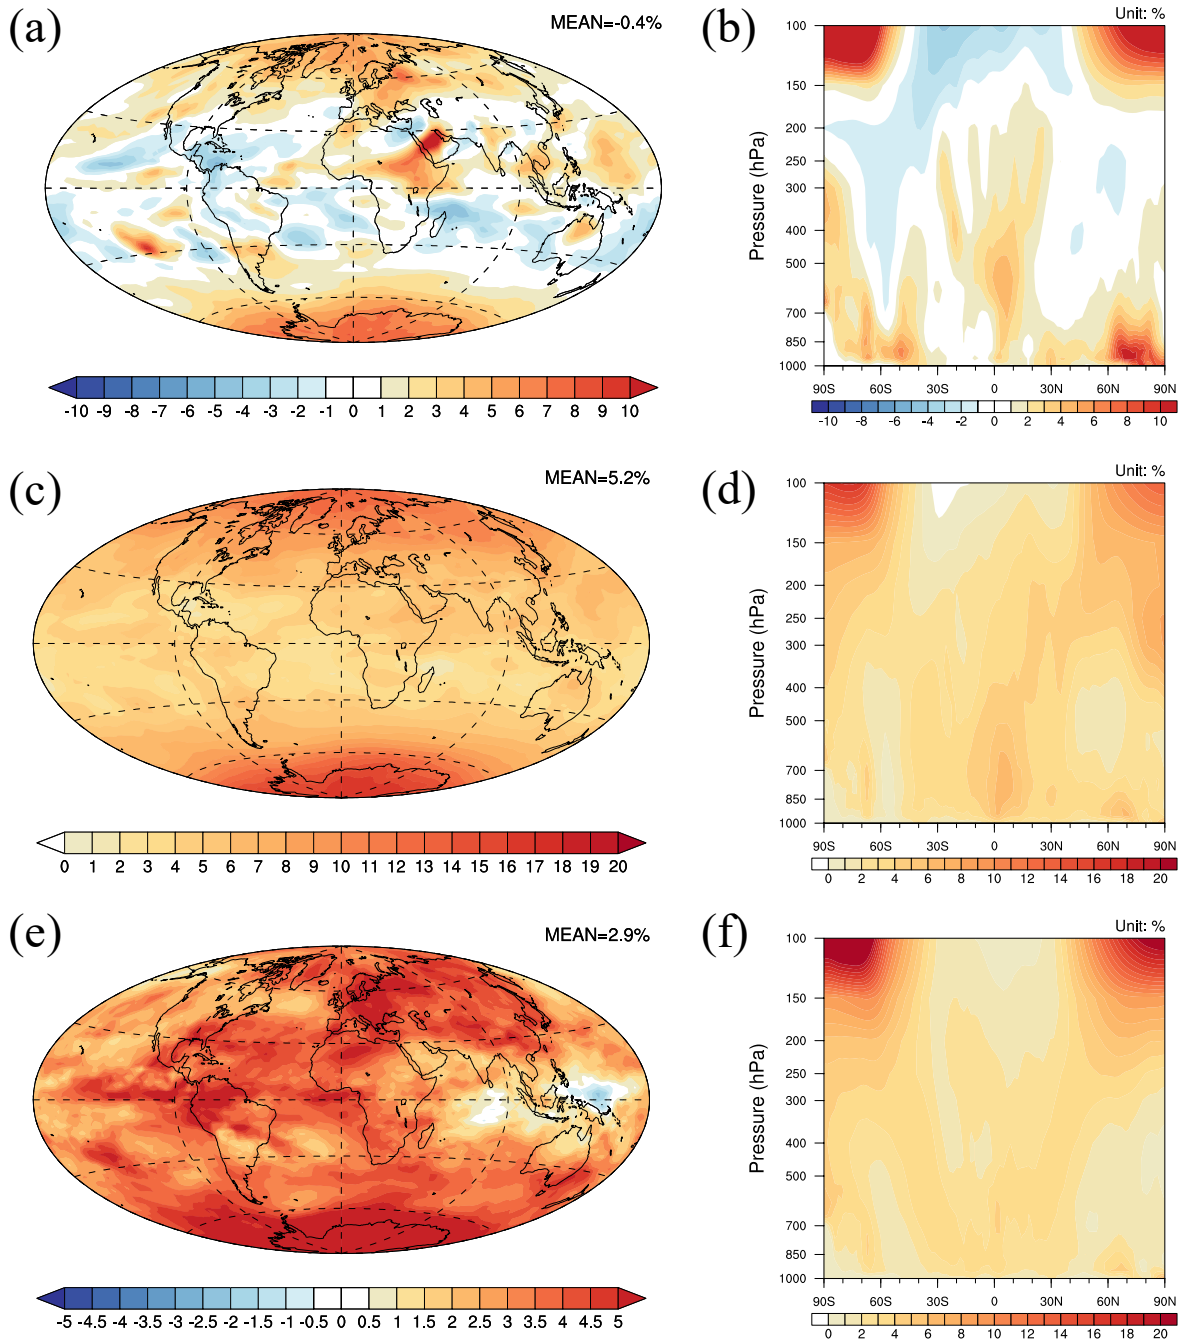 (a)
MEAN=-0.4%
-10 -9 -8 -7 -6 -5 -4 -3 -2 -1 0 1 2 3 4 5 6 7 8 9 10
(b)
Unit: %
Pressure (hPa)
100
150
200
250
300
400
500
700
850
1000
90S 60S 30S 0 30N 60N 90N
-10 -8 -6 -4 -2 0 2 4 6 8 10
(c)
MEAN=5.2%
0 1 2 3 4 5 6 7 8 9 10 11 12 13 14 15 16 17 18 19 20
(d)
Unit: %
Pressure (hPa)
100
150
200
250
300
400
500
700
850
1000
90S 60S 30S 0 30N 60N 90N
0 2 4 6 8 10 12 14 16 18 20
(e)
MEAN=2.9%
-5 -4.5 -4 -3.5 -3 -2.5 -2 -1.5 -1 -0.5 0 0.5 1 1.5 2 2.5 3 3.5 4 4.5 5
(f)
Unit: %
Pressure (hPa)
100
150
200
250
300
400
500
700
850
1000
90S 60S 30S 0 30N 60N 90N
0 2 4 6 8 10 12 14 16 18 20